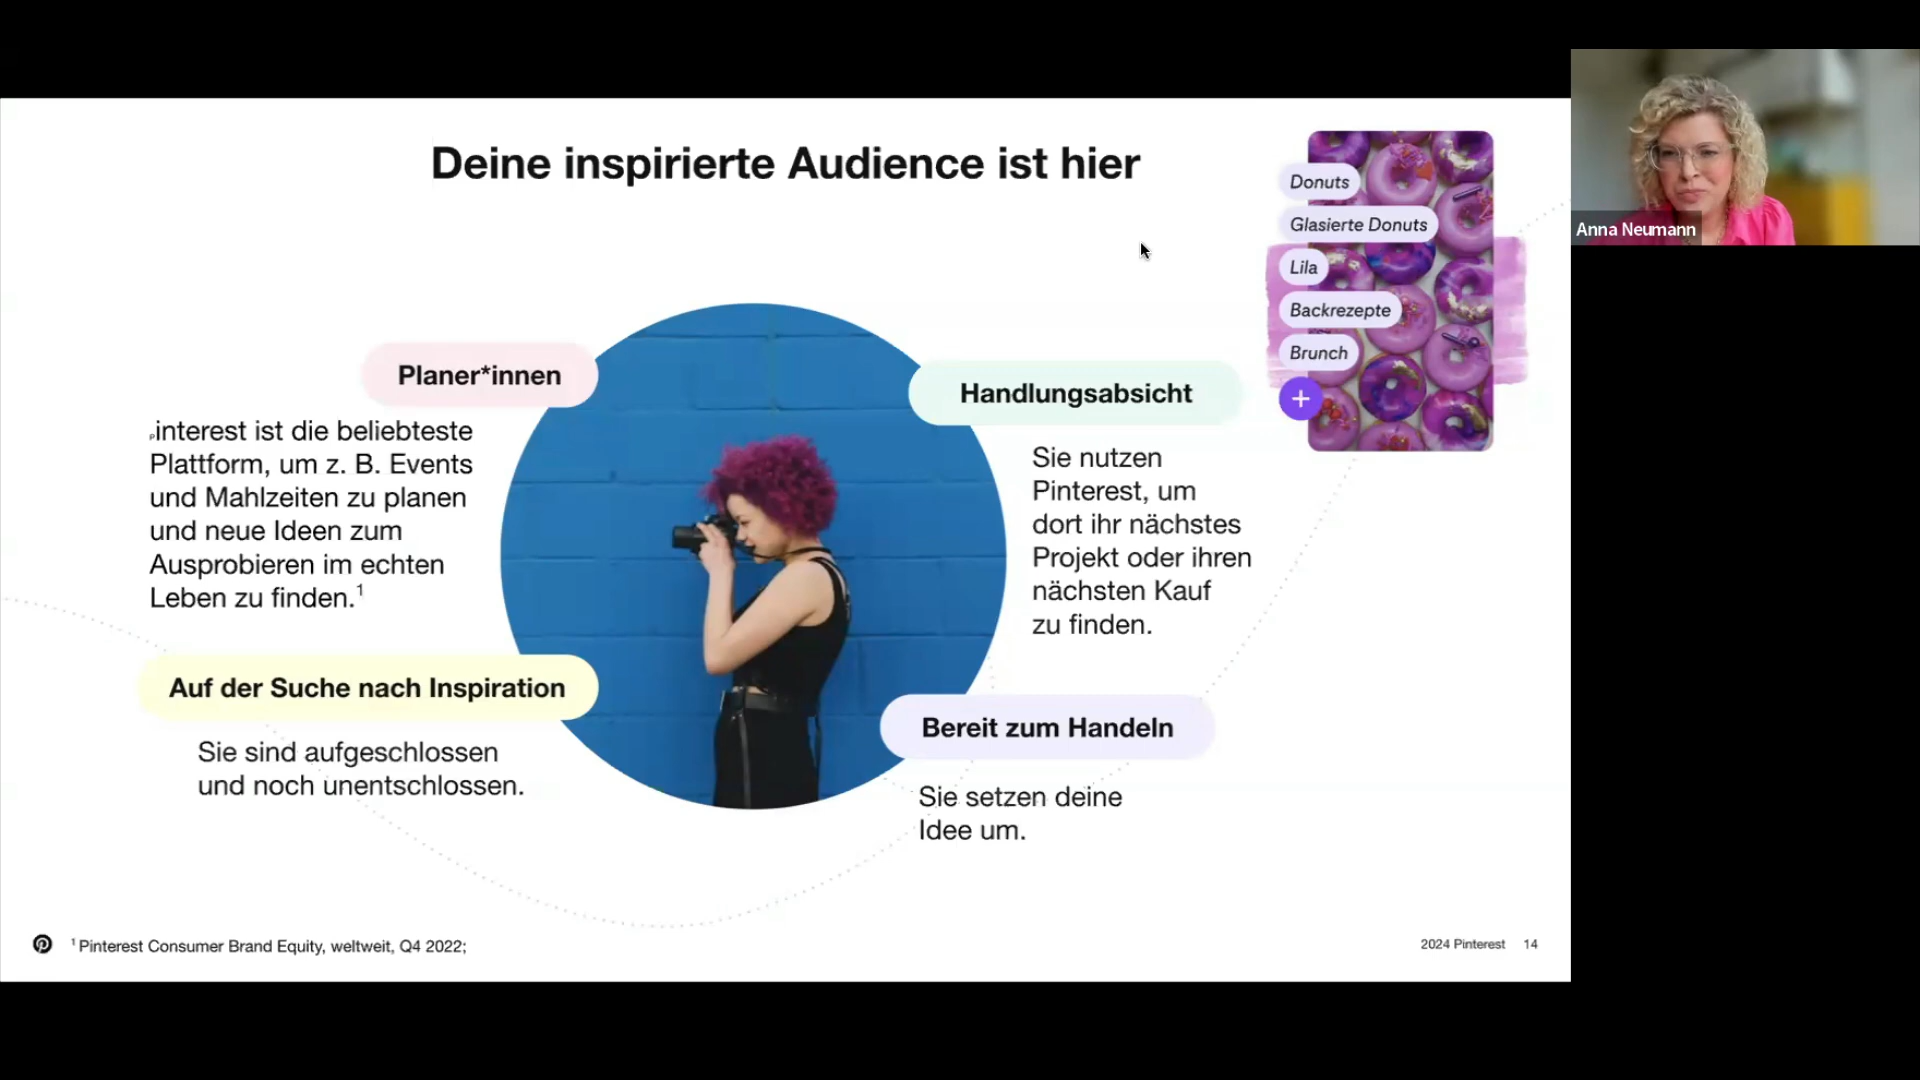 Deine inspirierte Audience ist hier
Donuts
Glasierte Donuts
Lila
Backrezepte
Brunch
+
Anna Neumann
Planer*innen
Pinterest ist die beliebteste
Plattform, um z. B. Events
und Mahlzeiten zu planen
und neue Ideen zum
Ausprobieren im echten
Leben zu finden.¹
Auf der Suche nach Inspiration
Sie sind aufgeschlossen
und noch unentschlossen.
Handlungsabsicht
Sie nutzen
Pinterest, um
dort ihr nächstes
Projekt oder ihren
nächsten Kauf
zu finden.
Bereit zum Handeln
Sie setzen deine
Idee um.
¹ Pinterest Consumer Brand Equity, weltweit, Q4 2022;
2024 Pinterest 14